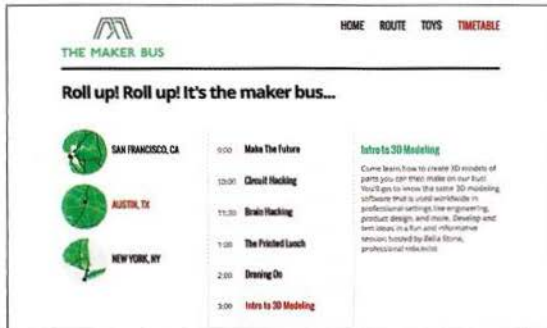 HOME ROUTE TOYS TIMETABLE
THE MAKER BUS
Roll up! Roll up! It's the maker bus...
SAN FRANCISCO, CA
AUSTIN, TX
NEW YORK, NY
9:00 Make The Future
10:00 Circuit Hacking
11:30 Brain Hacking
1:00 The Printed Lunch
2:00 Droning On
3:00 Intro to 3D Modeling
Intro to 3D Modeling
Come learn how to create 3D models of
parts you can then make on our bus!
You'll get to know the same 3D modeling
software that is used worldwide in
professional settings like engineering,
product design, and more. Develop and
test ideas in a fun and informative
session hosted by Bella Stone,
professional roboticist.